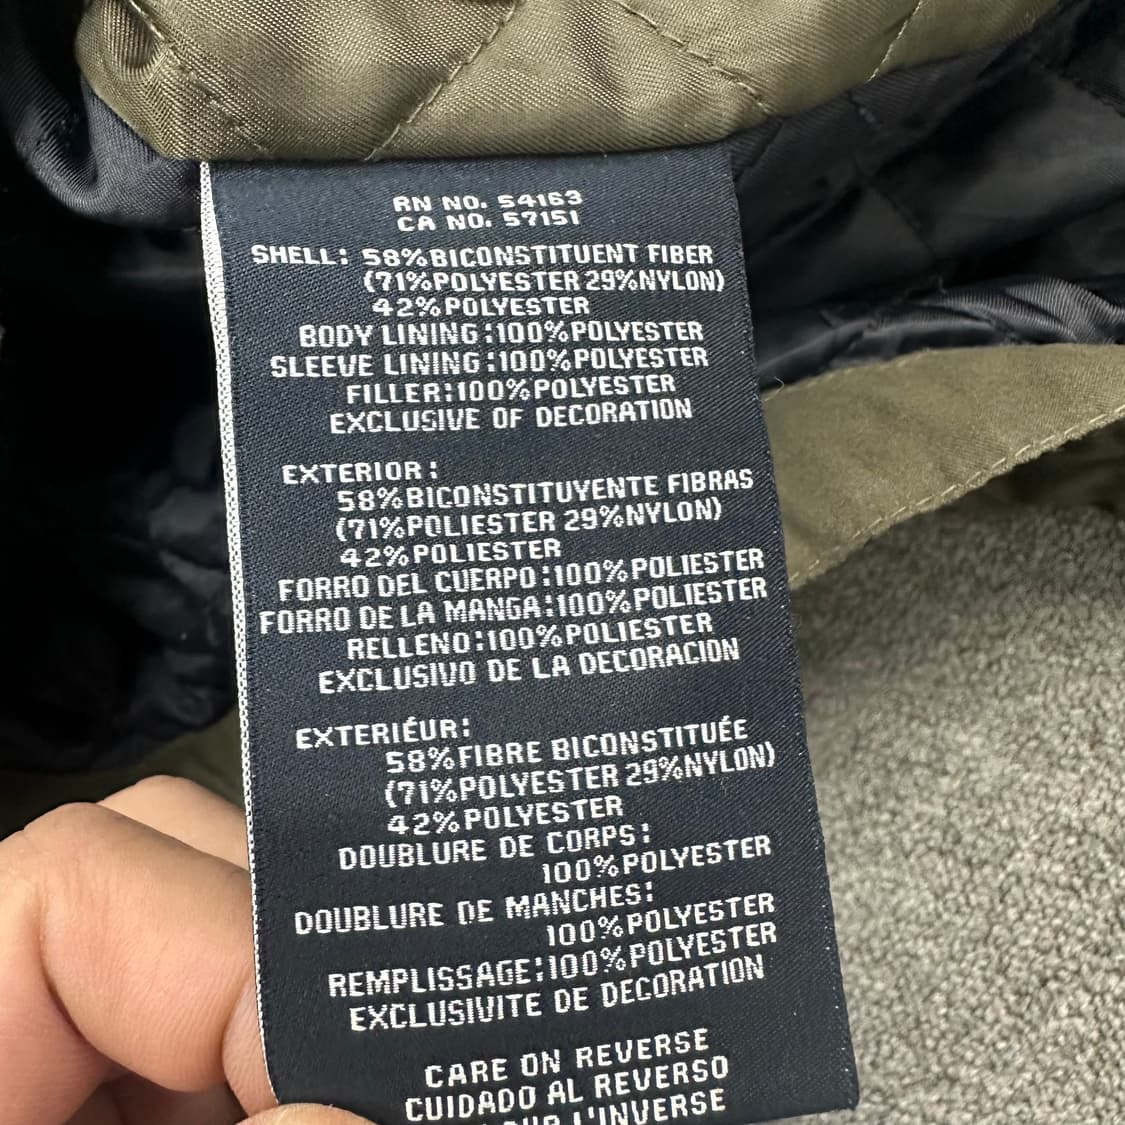 RN NO. 54163
CA NO. 57151
SHELL: 58%BICONSTITUENT FIBER
(71%POLYESTER 29%NYLON)
42%POLYESTER
BODY LINING:100%POLYESTER
SLEEVE LINING:100%POLYESTER
FILLER:100%POLYESTER
EXCLUSIVE OF DECORATION
EXTERIOR:
58%BICONSTITUYENTE FIBRAS
(71%POLIESTER 29%NYLON)
42%POLIESTER
FORRO DEL CUERPO:100%POLIESTER
FORRO DE LA MANGA:100%POLIESTER
RELLENO:100%POLIESTER
EXCLUSIVO DE LA DECORACION
EXTERIÉUR:
58%FIBRE BICONSTITUÉE
(71%POLYESTER 29%NYLON)
42%POLYESTER
DOUBLURE DE CORPS:
100%POLYESTER
DOUBLURE DE MANCHES:
100%POLYESTER
REMPLISSAGE:100%POLYESTER
EXCLUSIVITE DE DECORATION
CARE ON REVERSE
CUIDADO AL REVERSO
L'INVERSE